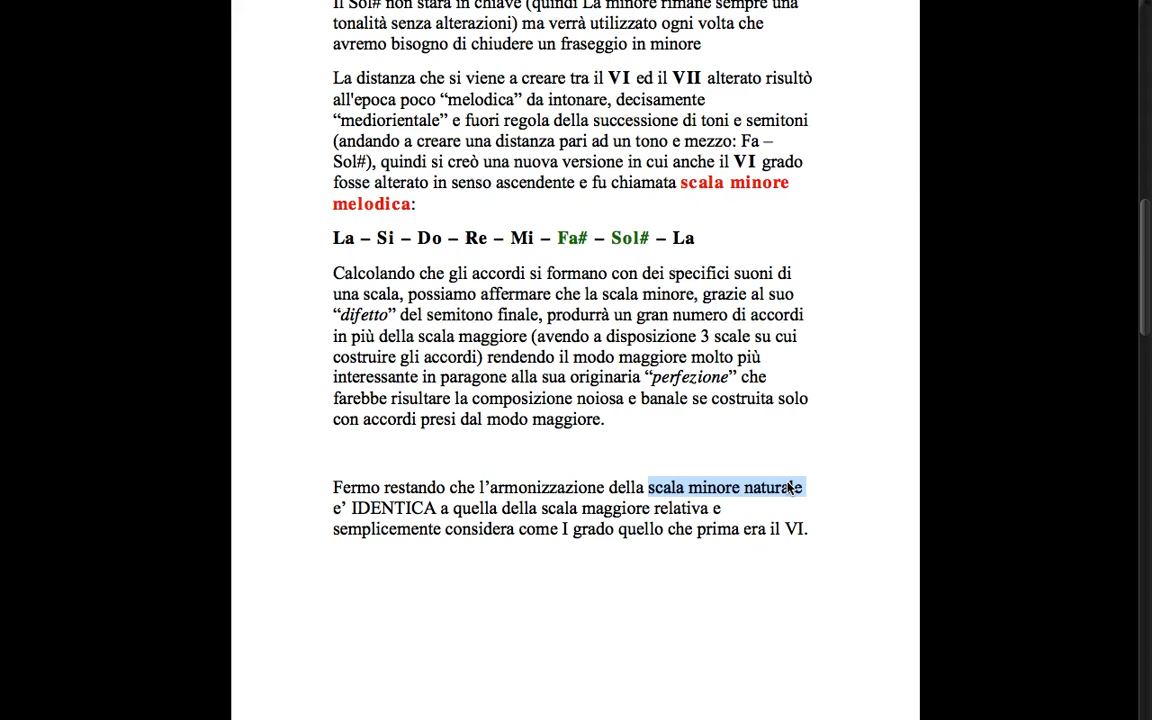 Il Sol# non starà in chiave (quindi La minore rimane sempre una
tonalità senza alterazioni) ma verrà utilizzato ogni volta che
avremo bisogno di chiudere un fraseggio in minore
La distanza che si viene a creare tra il VI ed il VII alterato risultò
all'epoca poco “melodica” da intonare, decisamente
“mediorientale” e fuori regola della successione di toni e semitoni
(andando a creare una distanza pari ad un tono e mezzo: Fa –
Sol#), quindi si creò una nuova versione in cui anche il VI grado
fosse alterato in senso ascendente e fu chiamata scala minore
melodica:
La – Si – Do – Re – Mi – Fa# – Sol# – La
Calcolando che gli accordi si formano con dei specifici suoni di
una scala, possiamo affermare che la scala minore, grazie al suo
“difetto” del semitono finale, produrrà un gran numero di accordi
in più della scala maggiore (avendo a disposizione 3 scale su cui
costruire gli accordi) rendendo il modo maggiore molto più
interessante in paragone alla sua originaria “perfezione” che
farebbe risultare la composizione noiosa e banale se costruita solo
con accordi presi dal modo maggiore.
Fermo restando che l’armonizzazione della scala minore naturale
e’ IDENTICA a quella della scala maggiore relativa e
semplicemente considera come I grado quello che prima era il VI.